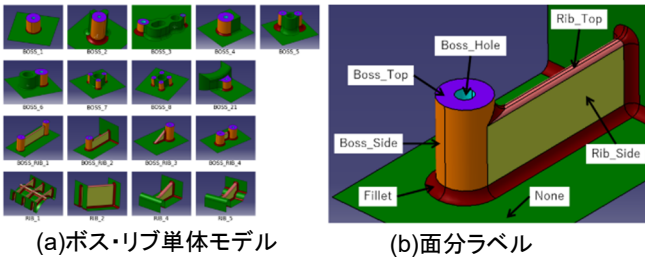 BOSS_1
BOSS_2
BOSS_3
BOSS_4
BOSS_5
BOSS_6
BOSS_7
BOSS_8
BOSS_21
BOSS_RIB_1
BOSS_RIB_2
BOSS_RIB_3
BOSS_RIB_4
RIB_1
RIB_2
RIB_4
RIB_5
(a)ボス・リブ単体モデル
Rib_Top
Boss_Hole
Boss_Top
Boss_Side
Rib_Side
Fillet
None
(b)面分ラベル